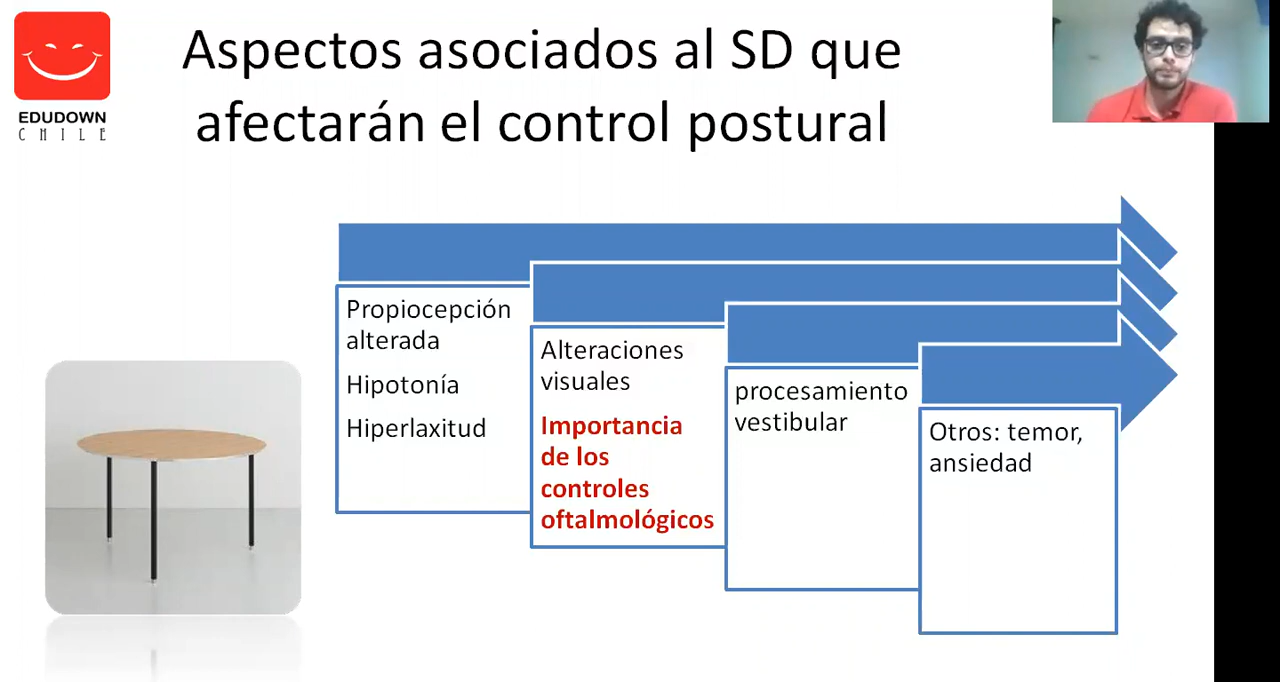 Aspectos asociados al SD que
afectarán el control postural
EDUDOWN
CHILE
Propiocepción
alterada
Hipotonía
Hiperlaxitud
Alteraciones
visuales
Importancia
de los
controles
oftalmológicos
procesamiento
vestibular
Otros: temor,
ansiedad